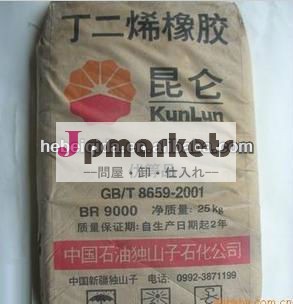 丁二烯橡胶
昆仑
KunLun
Jpmarkets
問屋・卸・仕入れ
GB/T 8659-2001
BR 9000 净质量: 25kg
质量保证期: 自生产日期起2年
中国石油独山子石化公司
中国新疆独山子 电话: 0992-3871199